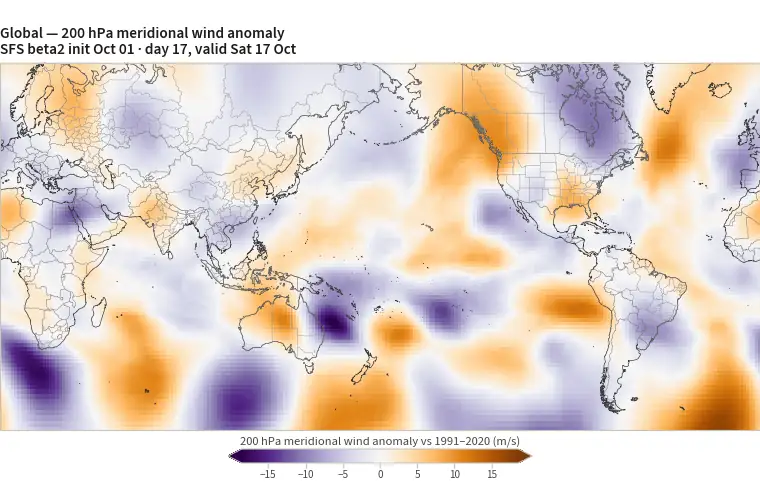 Global — 200 hPa meridional wind anomaly
SFS beta2 init Oct 01 · day 17, valid Sat 17 Oct
200 hPa meridional wind anomaly vs 1991–2020 (m/s)
−15 −10 −5 0 5 10 15